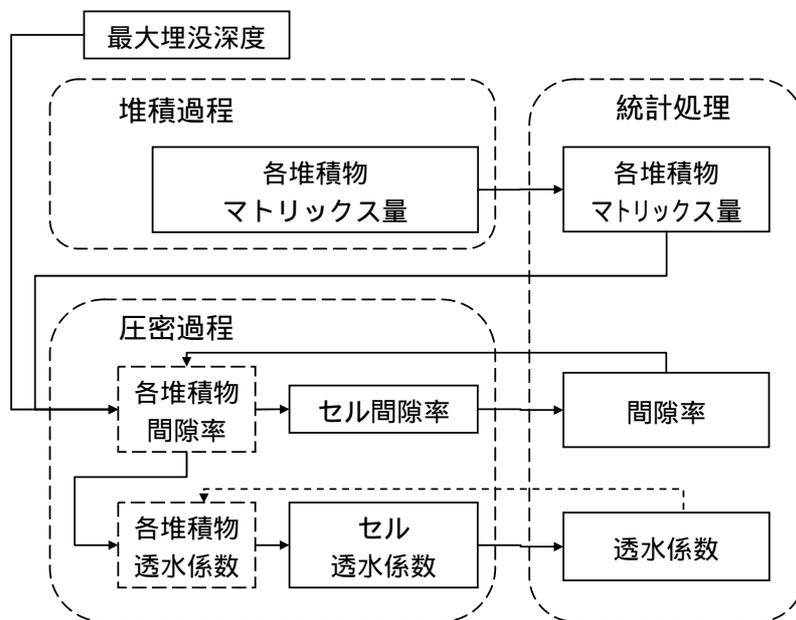 最大埋没深度
堆積過程
統計処理
各堆積物
マトリックス量
各堆積物
マトリックス量
圧密過程
各堆積物
間隙率
セル間隙率
間隙率
各堆積物
透水係数
セル
透水係数
透水係数